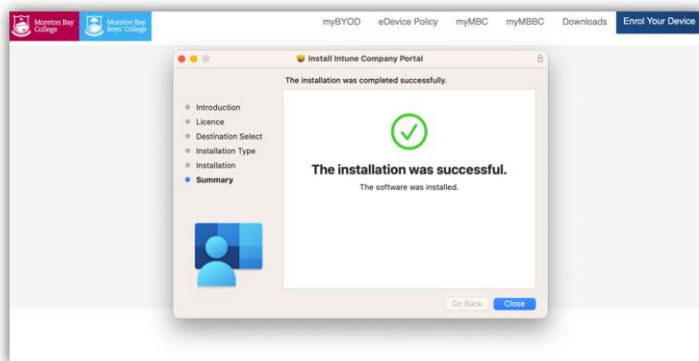 Moreton Bay
College
Moreton Bay
Boys' College
myBYOD eDevice Policy myMBC myMBBC Downloads Enrol Your Device
Install Intune Company Portal
The installation was completed successfully.
Introduction
Licence
Destination Select
Installation Type
Installation
Summary
The installation was successful.
The software was installed.
Go Back Close